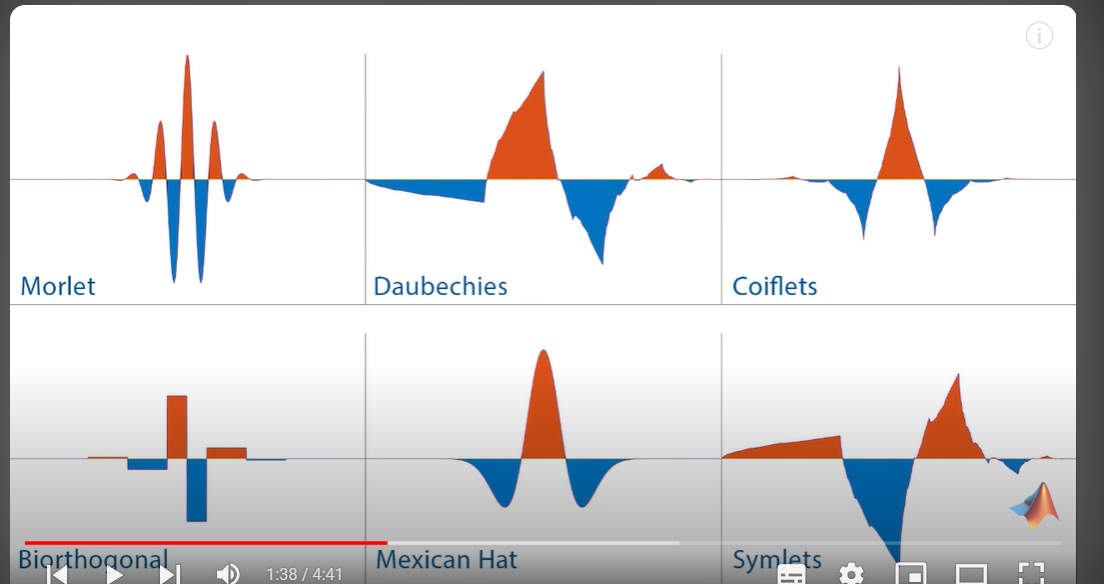 Morlet
Daubechies
Coiflets
Biorthogonal
Mexican Hat
Symlets
1:38 / 4:41